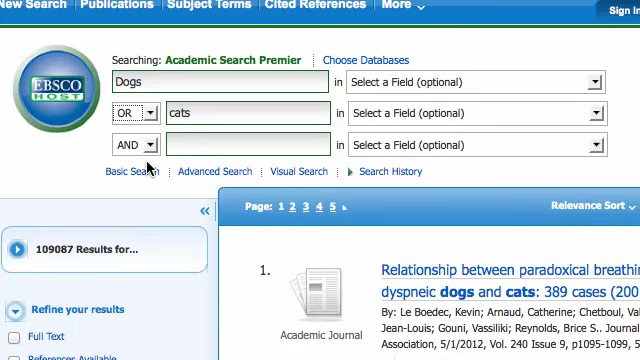 New Search Publications Subject Terms Cited References More Sign In
Searching: Academic Search Premier Choose Databases
Dogs in Select a Field (optional)
EBSCO HOST
OR cats in Select a Field (optional)
AND in Select a Field (optional)
Basic Search Advanced Search Visual Search Search History
« Page: 1 2 3 4 5 Relevance Sort
109087 Results for...
1. Relationship between paradoxical breathin
dyspneic dogs and cats: 389 cases (200
By: Le Boedec, Kevin; Arnaud, Catherine; Chetboul, Va
Jean-Louis; Gouni, Vassiliki; Reynolds, Brice S.. Journal
Academic Journal Association, 5/1/2012, Vol. 240 Issue 9, p1095-1099, 5
Refine your results
Full Text
References Available